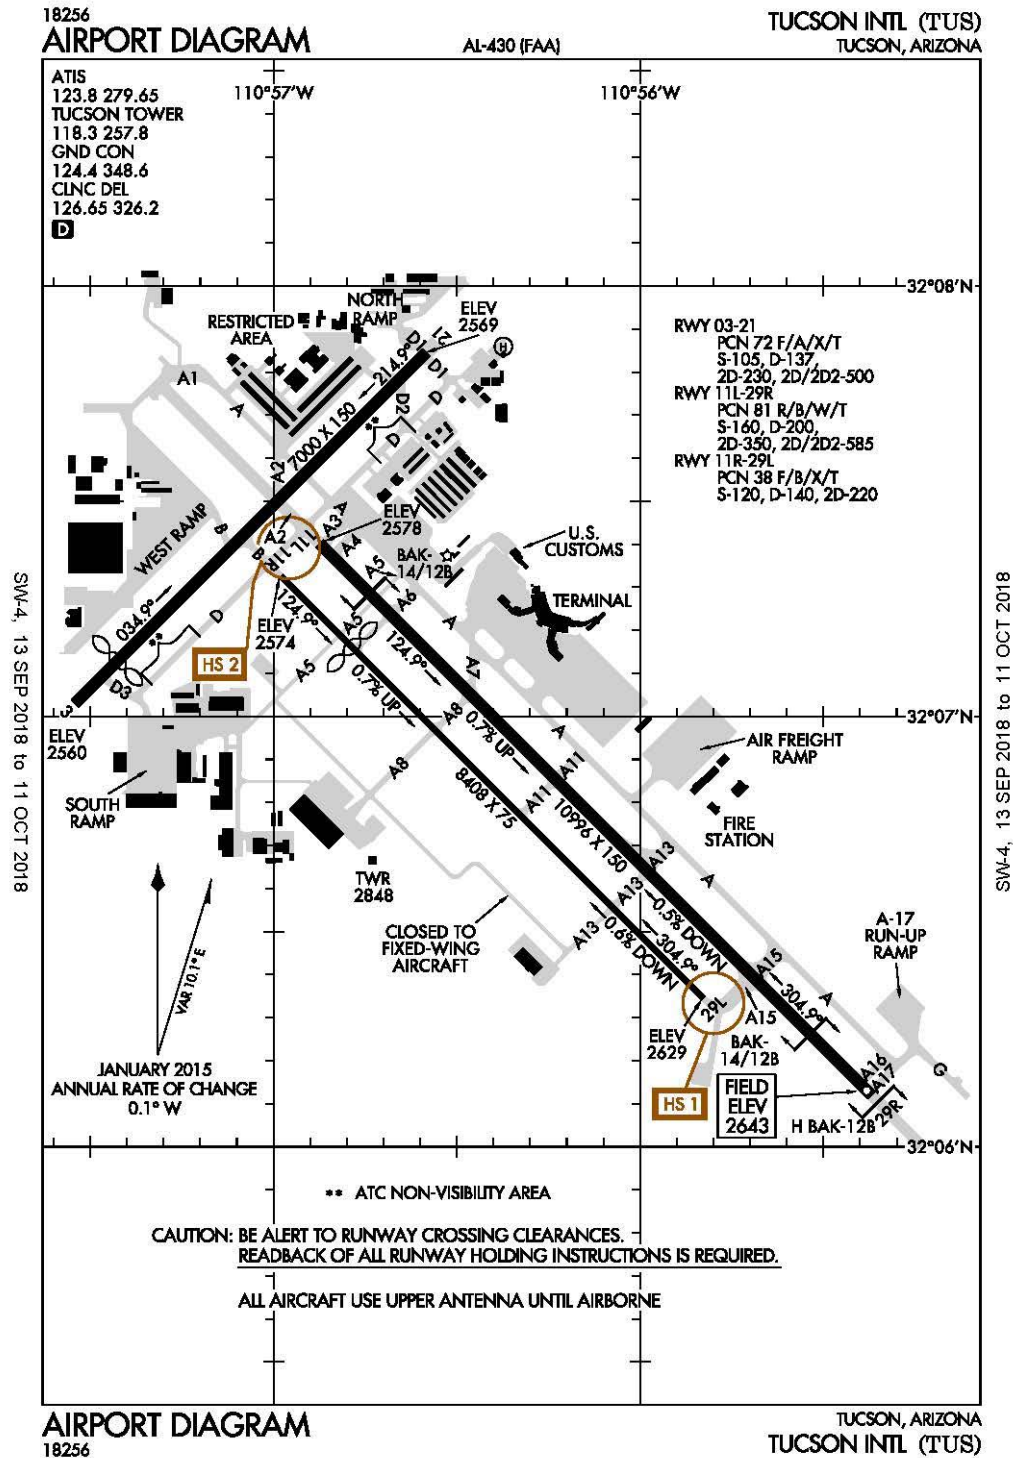 18256
AIRPORT DIAGRAM
AL-430 (FAA)
TUCSON INTL (TUS)
TUCSON, ARIZONA
ATIS
123.8 279.65
TUCSON TOWER
118.3 257.8
GND CON
124.4 348.6
CLNC DEL
126.65 326.2
D
110°57'W
110°56'W
32°08'N
RWY 03-21
PCN 72 F/A/X/T
S-105, D-137,
2D-230, 2D/2D2-500
RWY 11L-29R
PCN 81 R/B/W/T
S-160, D-200,
2D-350, 2D/2D2-585
RWY 11R-29L
PCN 38 F/B/X/T
S-120, D-140, 2D-220
NORTH
RAMP
ELEV
2569
RESTRICTED
AREA
21
D1
D1
H
214.9°
A1
A
D2
D
D
**
7000 X 150
A2
WEST RAMP
B
A3
A
A4
ELEV
2578
A2
11L
11R
B
BAK-
14/12B
A5
A6
U.S.
CUSTOMS
TERMINAL
034.9°
D
**
D3
3
ELEV
2560
HS 2
ELEV
2574
124.9°
A5
A5
124.9°
A
A7
0.7% UP
0.7% UP
A8
A8
A
A11
A11
32°07'N
AIR FREIGHT
RAMP
FIRE
STATION
SOUTH
RAMP
8408 X 75
10996 X 150
TWR
2848
A13
A13
A13
A
CLOSED TO
FIXED-WING
AIRCRAFT
0.5% DOWN
0.6% DOWN
304.9°
304.9°
A15
A15
A
A-17
RUN-UP
RAMP
VAR 10.1° E
JANUARY 2015
ANNUAL RATE OF CHANGE
0.1° W
29L
ELEV
2629
BAK-
14/12B
HS 1
FIELD
ELEV
2643
A16
A17
G
29R
H BAK-12B
32°06'N
** ATC NON-VISIBILITY AREA
CAUTION: BE ALERT TO RUNWAY CROSSING CLEARANCES.
READBACK OF ALL RUNWAY HOLDING INSTRUCTIONS IS REQUIRED.
ALL AIRCRAFT USE UPPER ANTENNA UNTIL AIRBORNE
SW-4, 13 SEP 2018 to 11 OCT 2018
SW-4, 13 SEP 2018 to 11 OCT 2018
AIRPORT DIAGRAM
18256
TUCSON, ARIZONA
TUCSON INTL (TUS)